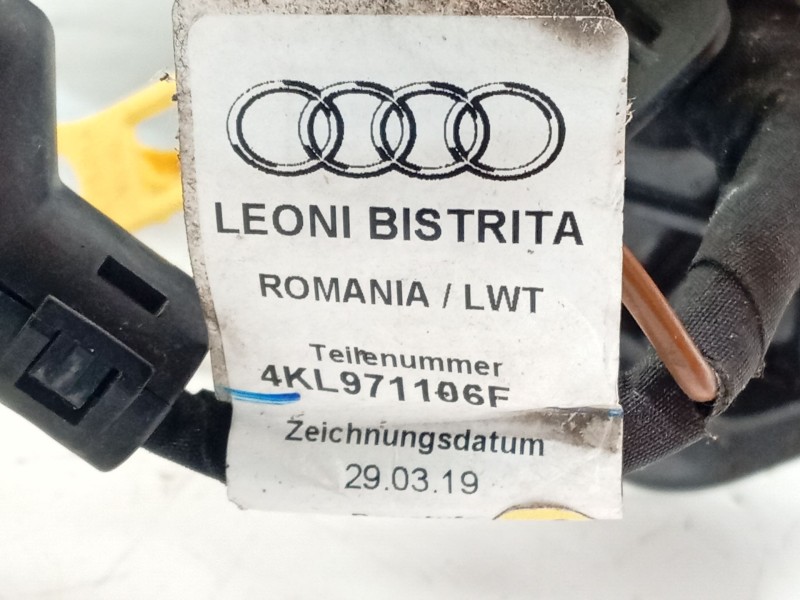 LEONI BISTRITA
ROMANIA / LWT
Teilenummer
4KL971106F
Zeichnungsdatum
29.03.19